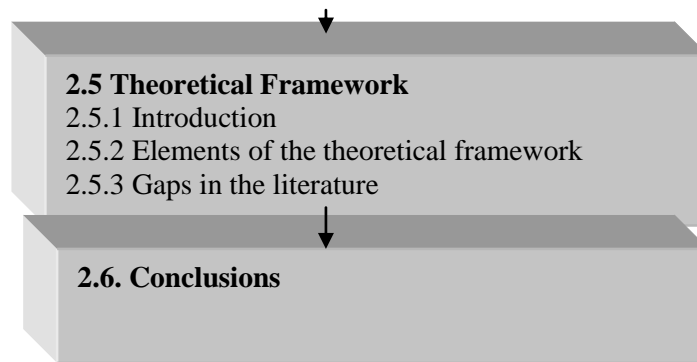 2.5 Theoretical Framework
2.5.1 Introduction
2.5.2 Elements of the theoretical framework
2.5.3 Gaps in the literature
2.6. Conclusions